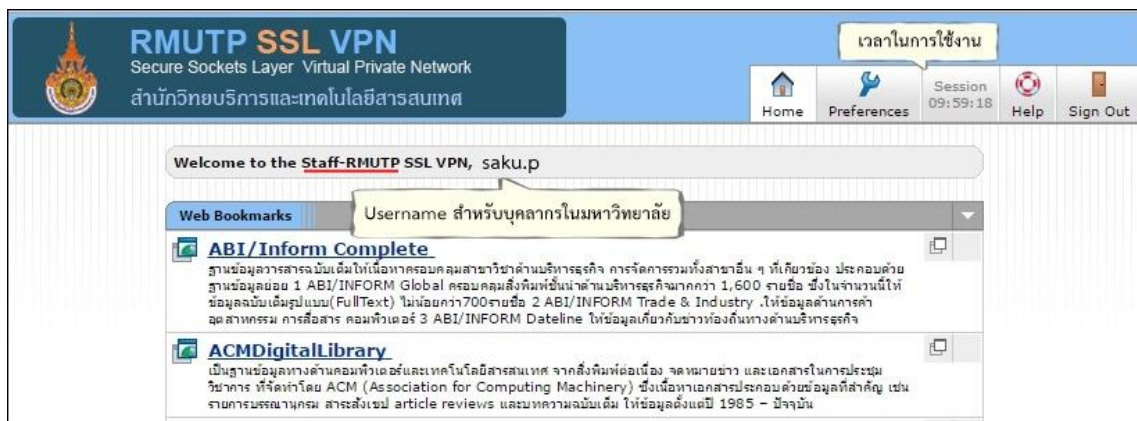 RMUTP SSL VPN
Secure Sockets Layer Virtual Private Network
สำนักวิทยบริการและเทคโนโลยีสารสนเทศ
เวลาในการใช้งาน
Home
Preferences
Session
09:59:18
Help
Sign Out
Welcome to the Staff-RMUTP SSL VPN, saku.p
Username สำหรับบุคลากรในมหาวิทยาลัย
Web Bookmarks
ABI/Inform Complete
ฐานข้อมูลวารสารฉบับเต็มให้เนื้อหาครอบคลุมสาขาวิชาด้านบริหารธุรกิจ การจัดการรวมทั้งสาขาอื่น ๆ ที่เกี่ยวข้อง ประกอบด้วย
ฐานข้อมูลย่อย 1 ABI/INFORM Global ครอบคลุมสิ่งพิมพ์ชั้นนำด้านบริหารธุรกิจมากกว่า 1,600 รายชื่อ ซึ่งในจำนวนนี้ให้
ข้อมูลฉบับเต็มรูปแบบ(FullText) ไม่น้อยกว่า700รายชื่อ 2 ABI/INFORM Trade & Industry .ให้ข้อมูลด้านการค้า
อุตสาหกรรม การสื่อสาร คอมพิวเตอร์ 3 ABI/INFORM Dateline ให้ข้อมูลเกี่ยวกับข่าวท้องถิ่นทางด้านบริหารธุรกิจ
ACMDigitalLibrary
เป็นฐานข้อมูลทางด้านคอมพิวเตอร์และเทคโนโลยีสารสนเทศ จากสิ่งพิมพ์ต่อเนื่อง จดหมายข่าว และเอกสารในการประชุม
วิชาการ ที่จัดทำโดย ACM (Association for Computing Machinery) ซึ่งเนื้อหาเอกสารประกอบด้วยข้อมูลที่สำคัญ เช่น
รายการบรรณานุกรม สาระสังเขป article reviews และบทความฉบับเต็ม ให้ข้อมูลตั้งแต่ปี 1985 – ปัจจุบัน